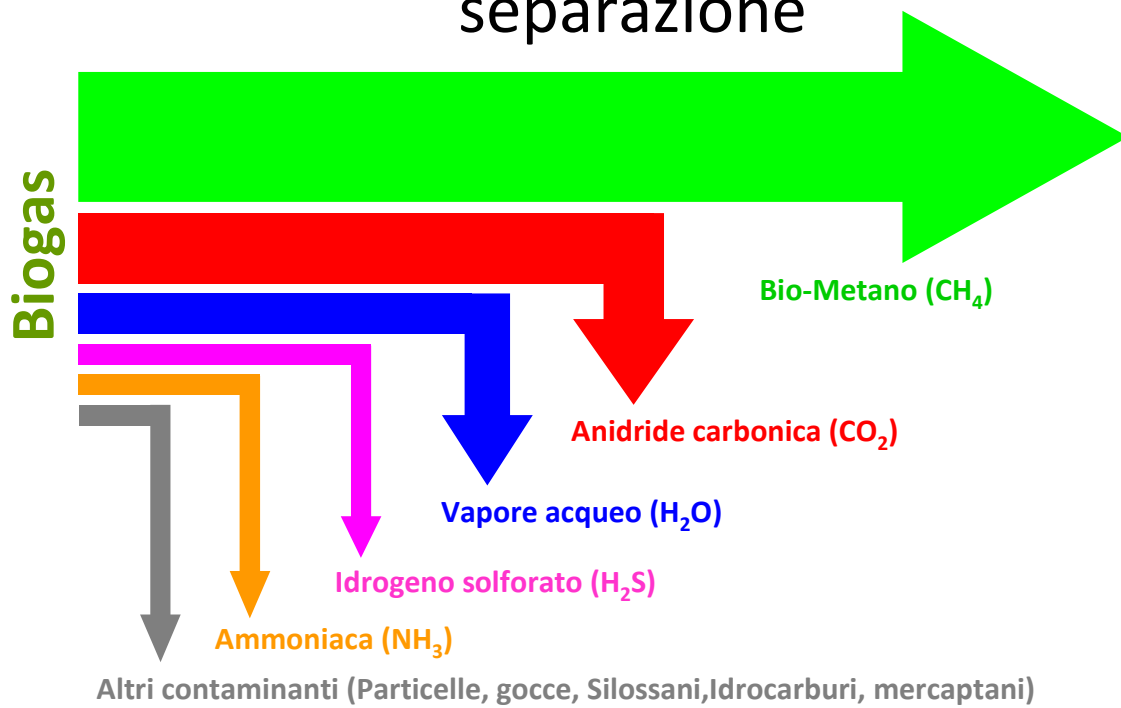 separazione
Biogas
Bio-Metano (CH₄)
Anidride carbonica (CO₂)
Vapore acqueo (H₂O)
Idrogeno solforato (H₂S)
Ammoniaca (NH₃)
Altri contaminanti (Particelle, gocce, Silossani,Idrocarburi, mercaptani)